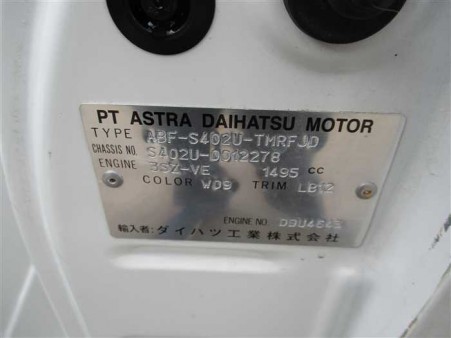 PT ASTRA DAIHATSU MOTOR
TYPE ABF-S402U-TMRFJD
CHASSIS NO. S402U-0012278
ENGINE 3SZ-VE 1495 CC
COLOR W09 TRIM LB12
ENGINE NO.
輸入者:ダイハツ工業株式会社